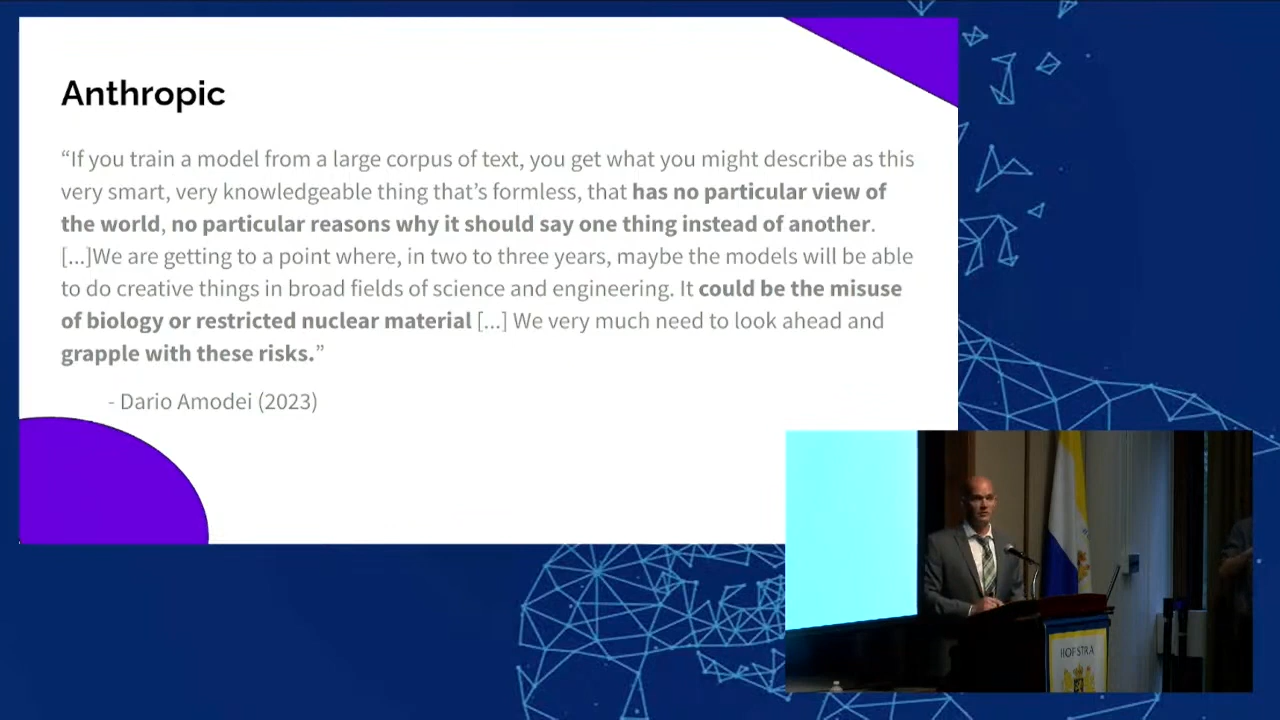 Anthropic
“If you train a model from a large corpus of text, you get what you might describe as this
very smart, very knowledgeable thing that’s formless, that has no particular view of
the world, no particular reasons why it should say one thing instead of another.
[...]We are getting to a point where, in two to three years, maybe the models will be able
to do creative things in broad fields of science and engineering. It could be the misuse
of biology or restricted nuclear material [...] We very much need to look ahead and
grapple with these risks.”
- Dario Amodei (2023)
HOFSTRA